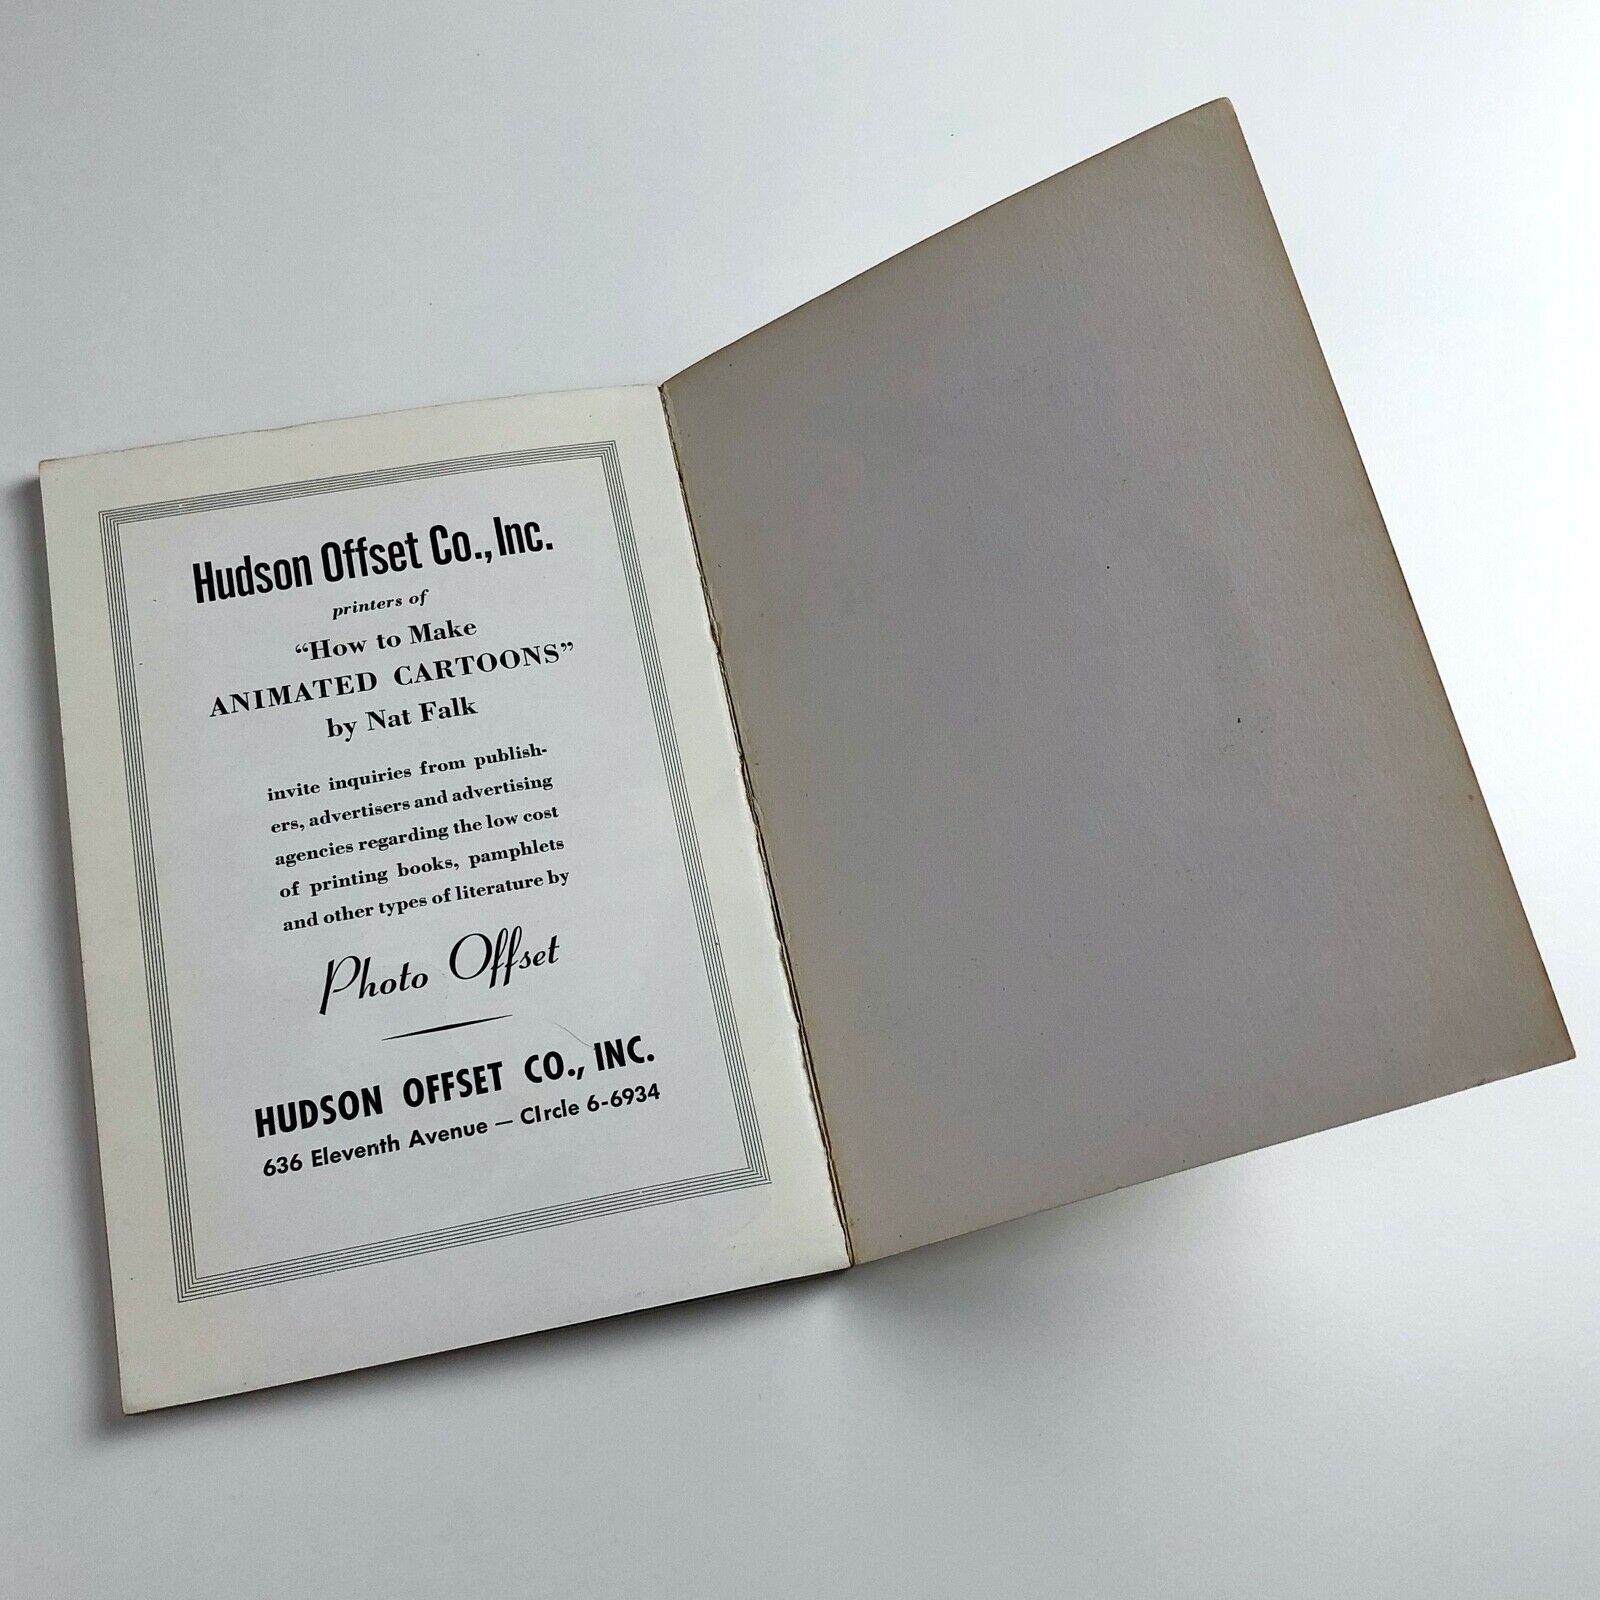 Hudson Offset Co., Inc.
printers of
“How to Make
ANIMATED CARTOONS”
by Nat Falk
invite inquiries from publish-
ers, advertisers and advertising
agencies regarding the low cost
of printing books, pamphlets
and other types of literature by
Photo Offset
HUDSON OFFSET CO., INC.
636 Eleventh Avenue — CIrcle 6-6934